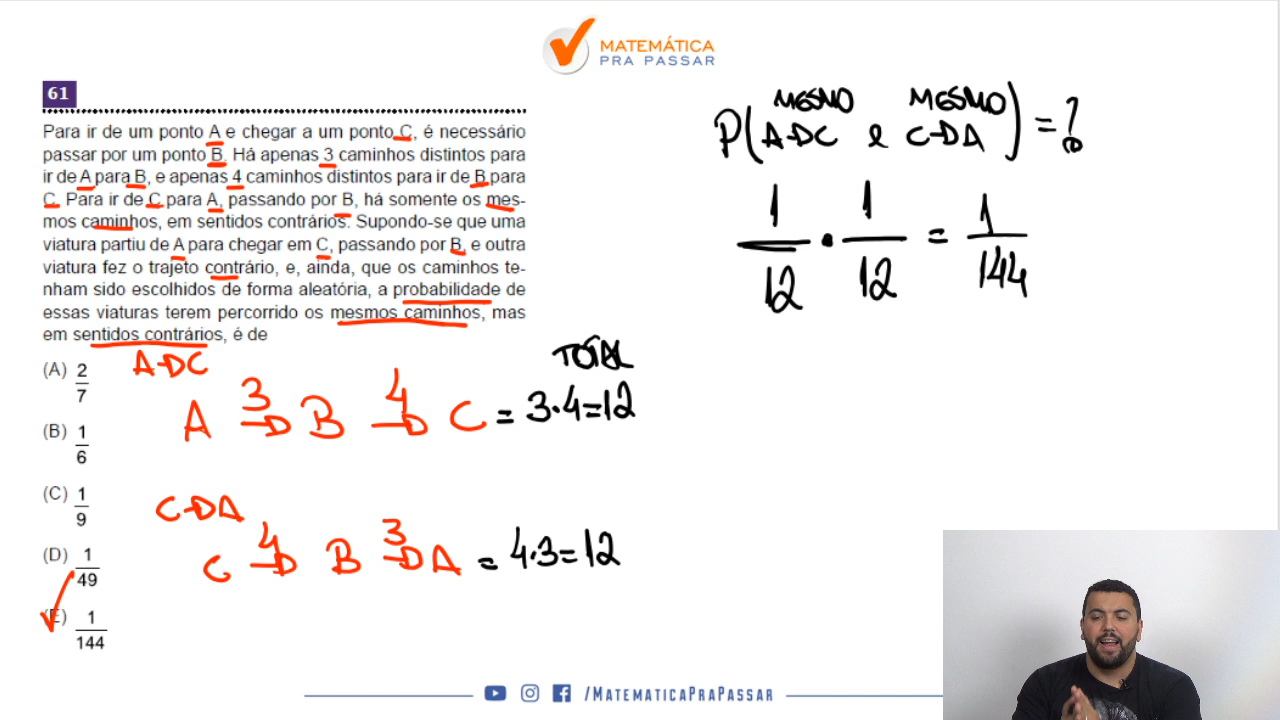 MATEMÁTICA
PRA PASSAR
61
Para ir de um ponto A e chegar a um ponto C, é necessário
passar por um ponto B. Há apenas 3 caminhos distintos para
ir de A para B, e apenas 4 caminhos distintos para ir de B para
C. Para ir de C para A, passando por B, há somente os mes-
mos caminhos, em sentidos contrários. Supondo-se que uma
viatura partiu de A para chegar em C, passando por B, e outra
viatura fez o trajeto contrário, e, ainda, que os caminhos te-
nham sido escolhidos de forma aleatória, a probabilidade de
essas viaturas terem percorrido os mesmos caminhos, mas
em sentidos contrários, é de
(A) 2/7
(B) 1/6
(C) 1/9
(D) 1/49
(E) 1/144
A→C
A 3→ B 4→ C = 3·4=12
TOTAL
C→A
C 4→ B 3→ A = 4·3=12
MESMO MESMO
P(A→C e C→A) = ?
1/12 · 1/12 = 1/144
/MATEMATICAPRAPASSAR